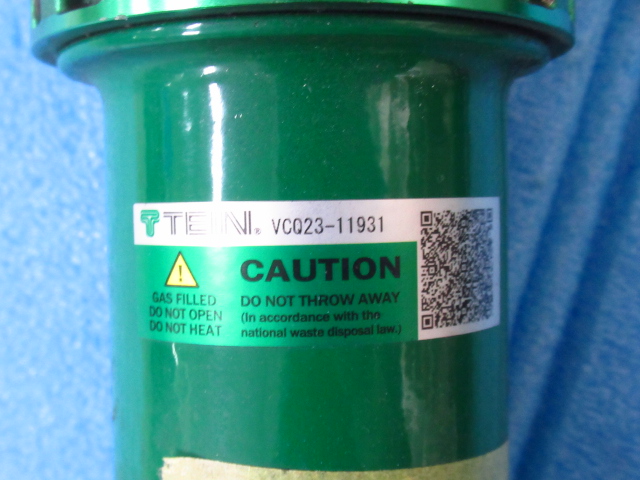 TEIN. VCQ23-11931
CAUTION
GAS FILLED
DO NOT OPEN
DO NOT HEAT
DO NOT THROW AWAY
(In accordance with the
national waste disposal law.)